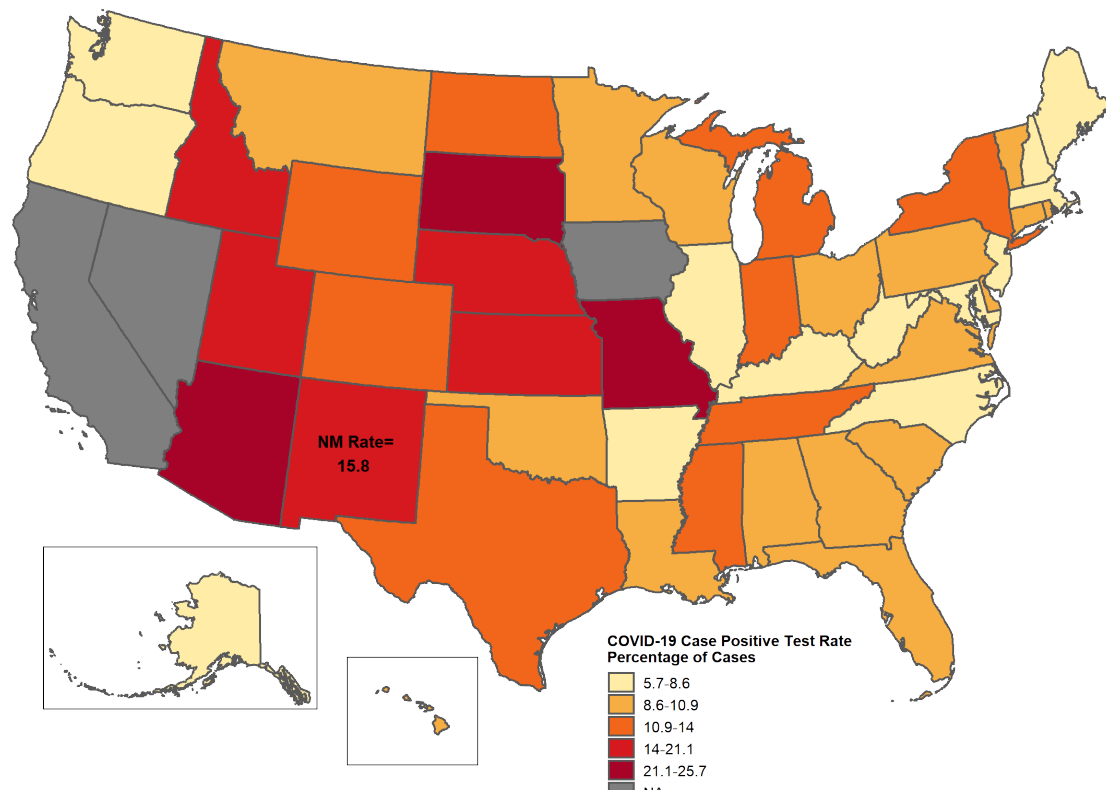 NM Rate=
15.8
COVID-19 Case Positive Test Rate
Percentage of Cases
5.7-8.6
8.6-10.9
10.9-14
14-21.1
21.1-25.7
NA